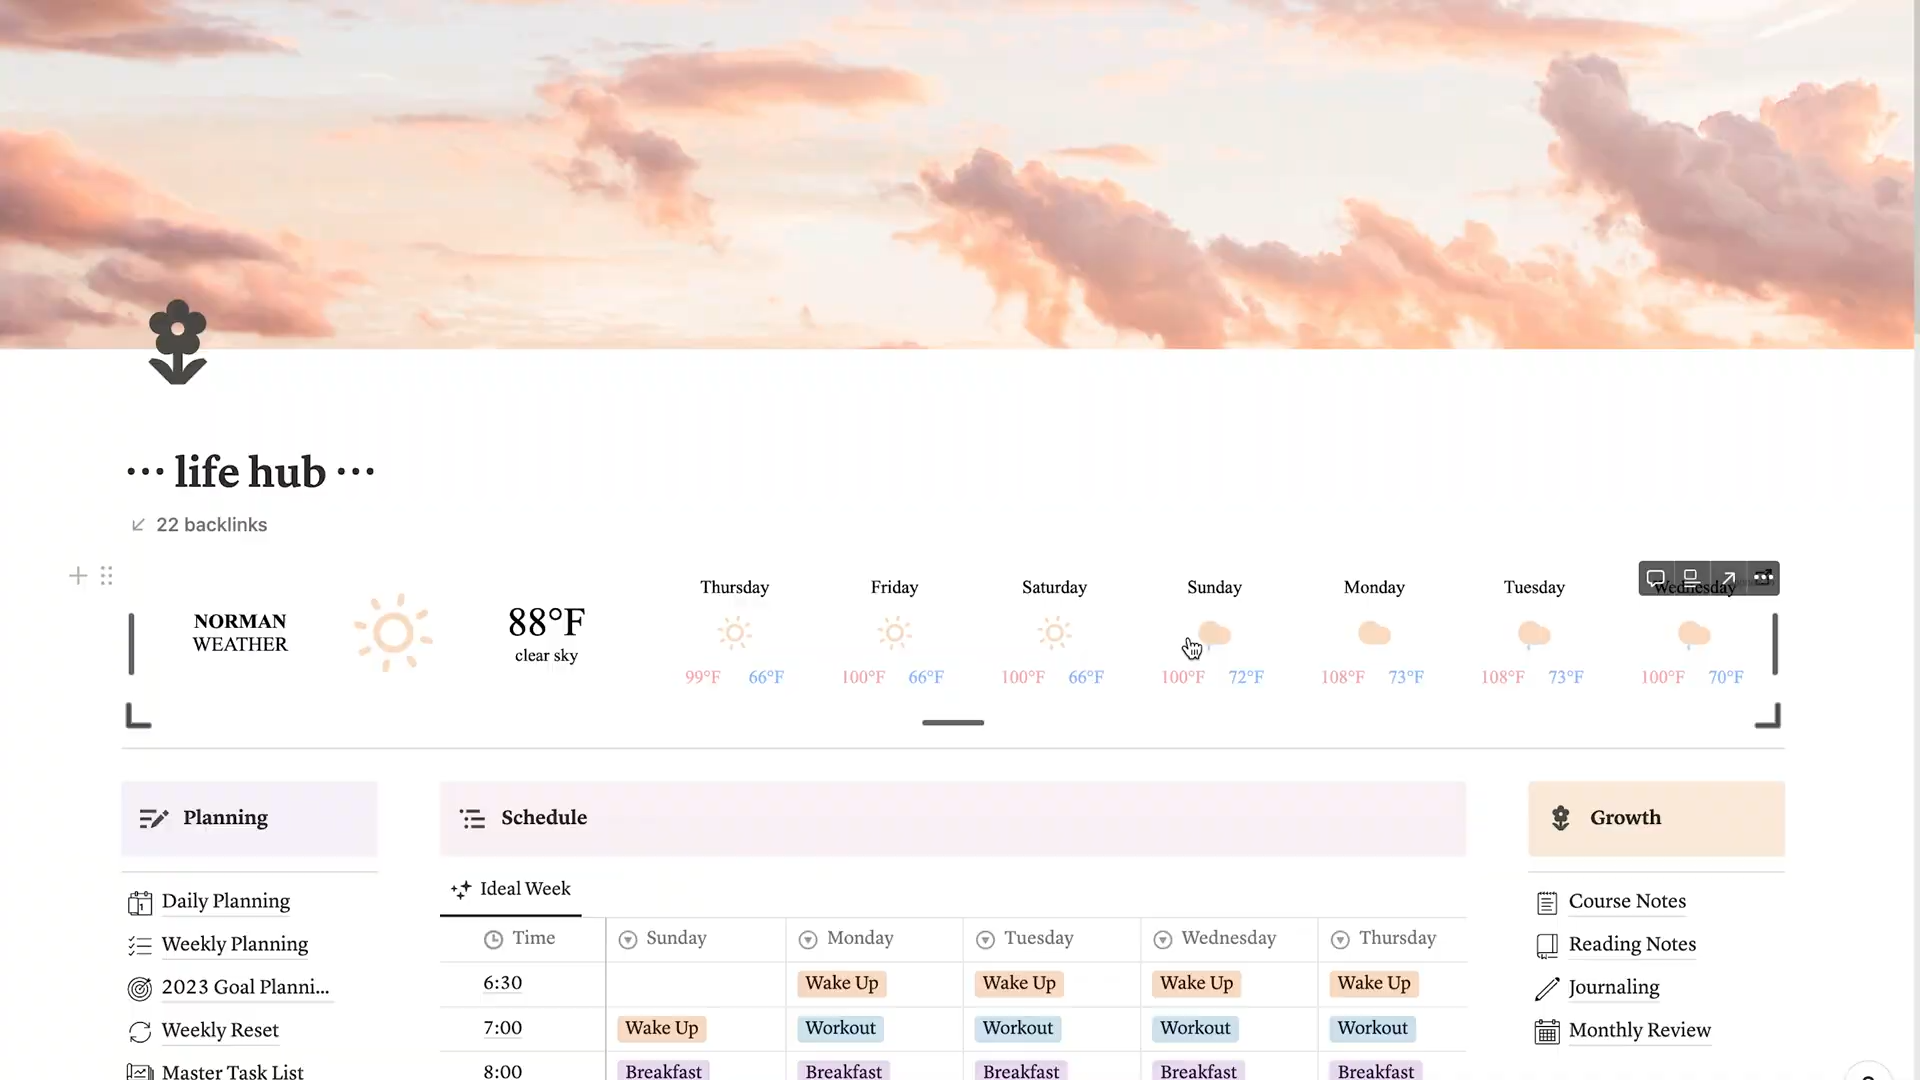 ··· life hub ···
22 backlinks
NORMAN
WEATHER
88°F
clear sky
Thursday
99°F 66°F
Friday
100°F 66°F
Saturday
100°F 66°F
Sunday
100°F 72°F
Monday
108°F 73°F
Tuesday
108°F 73°F
Wednesday
100°F 70°F
Planning
Daily Planning
Weekly Planning
2023 Goal Planni...
Weekly Reset
Master Task List
Schedule
Ideal Week
Time Sunday Monday Tuesday Wednesday Thursday
6:30 Wake Up Wake Up Wake Up Wake Up
7:00 Wake Up Workout Workout Workout Workout
8:00 Breakfast Breakfast Breakfast Breakfast Breakfast
Growth
Course Notes
Reading Notes
Journaling
Monthly Review